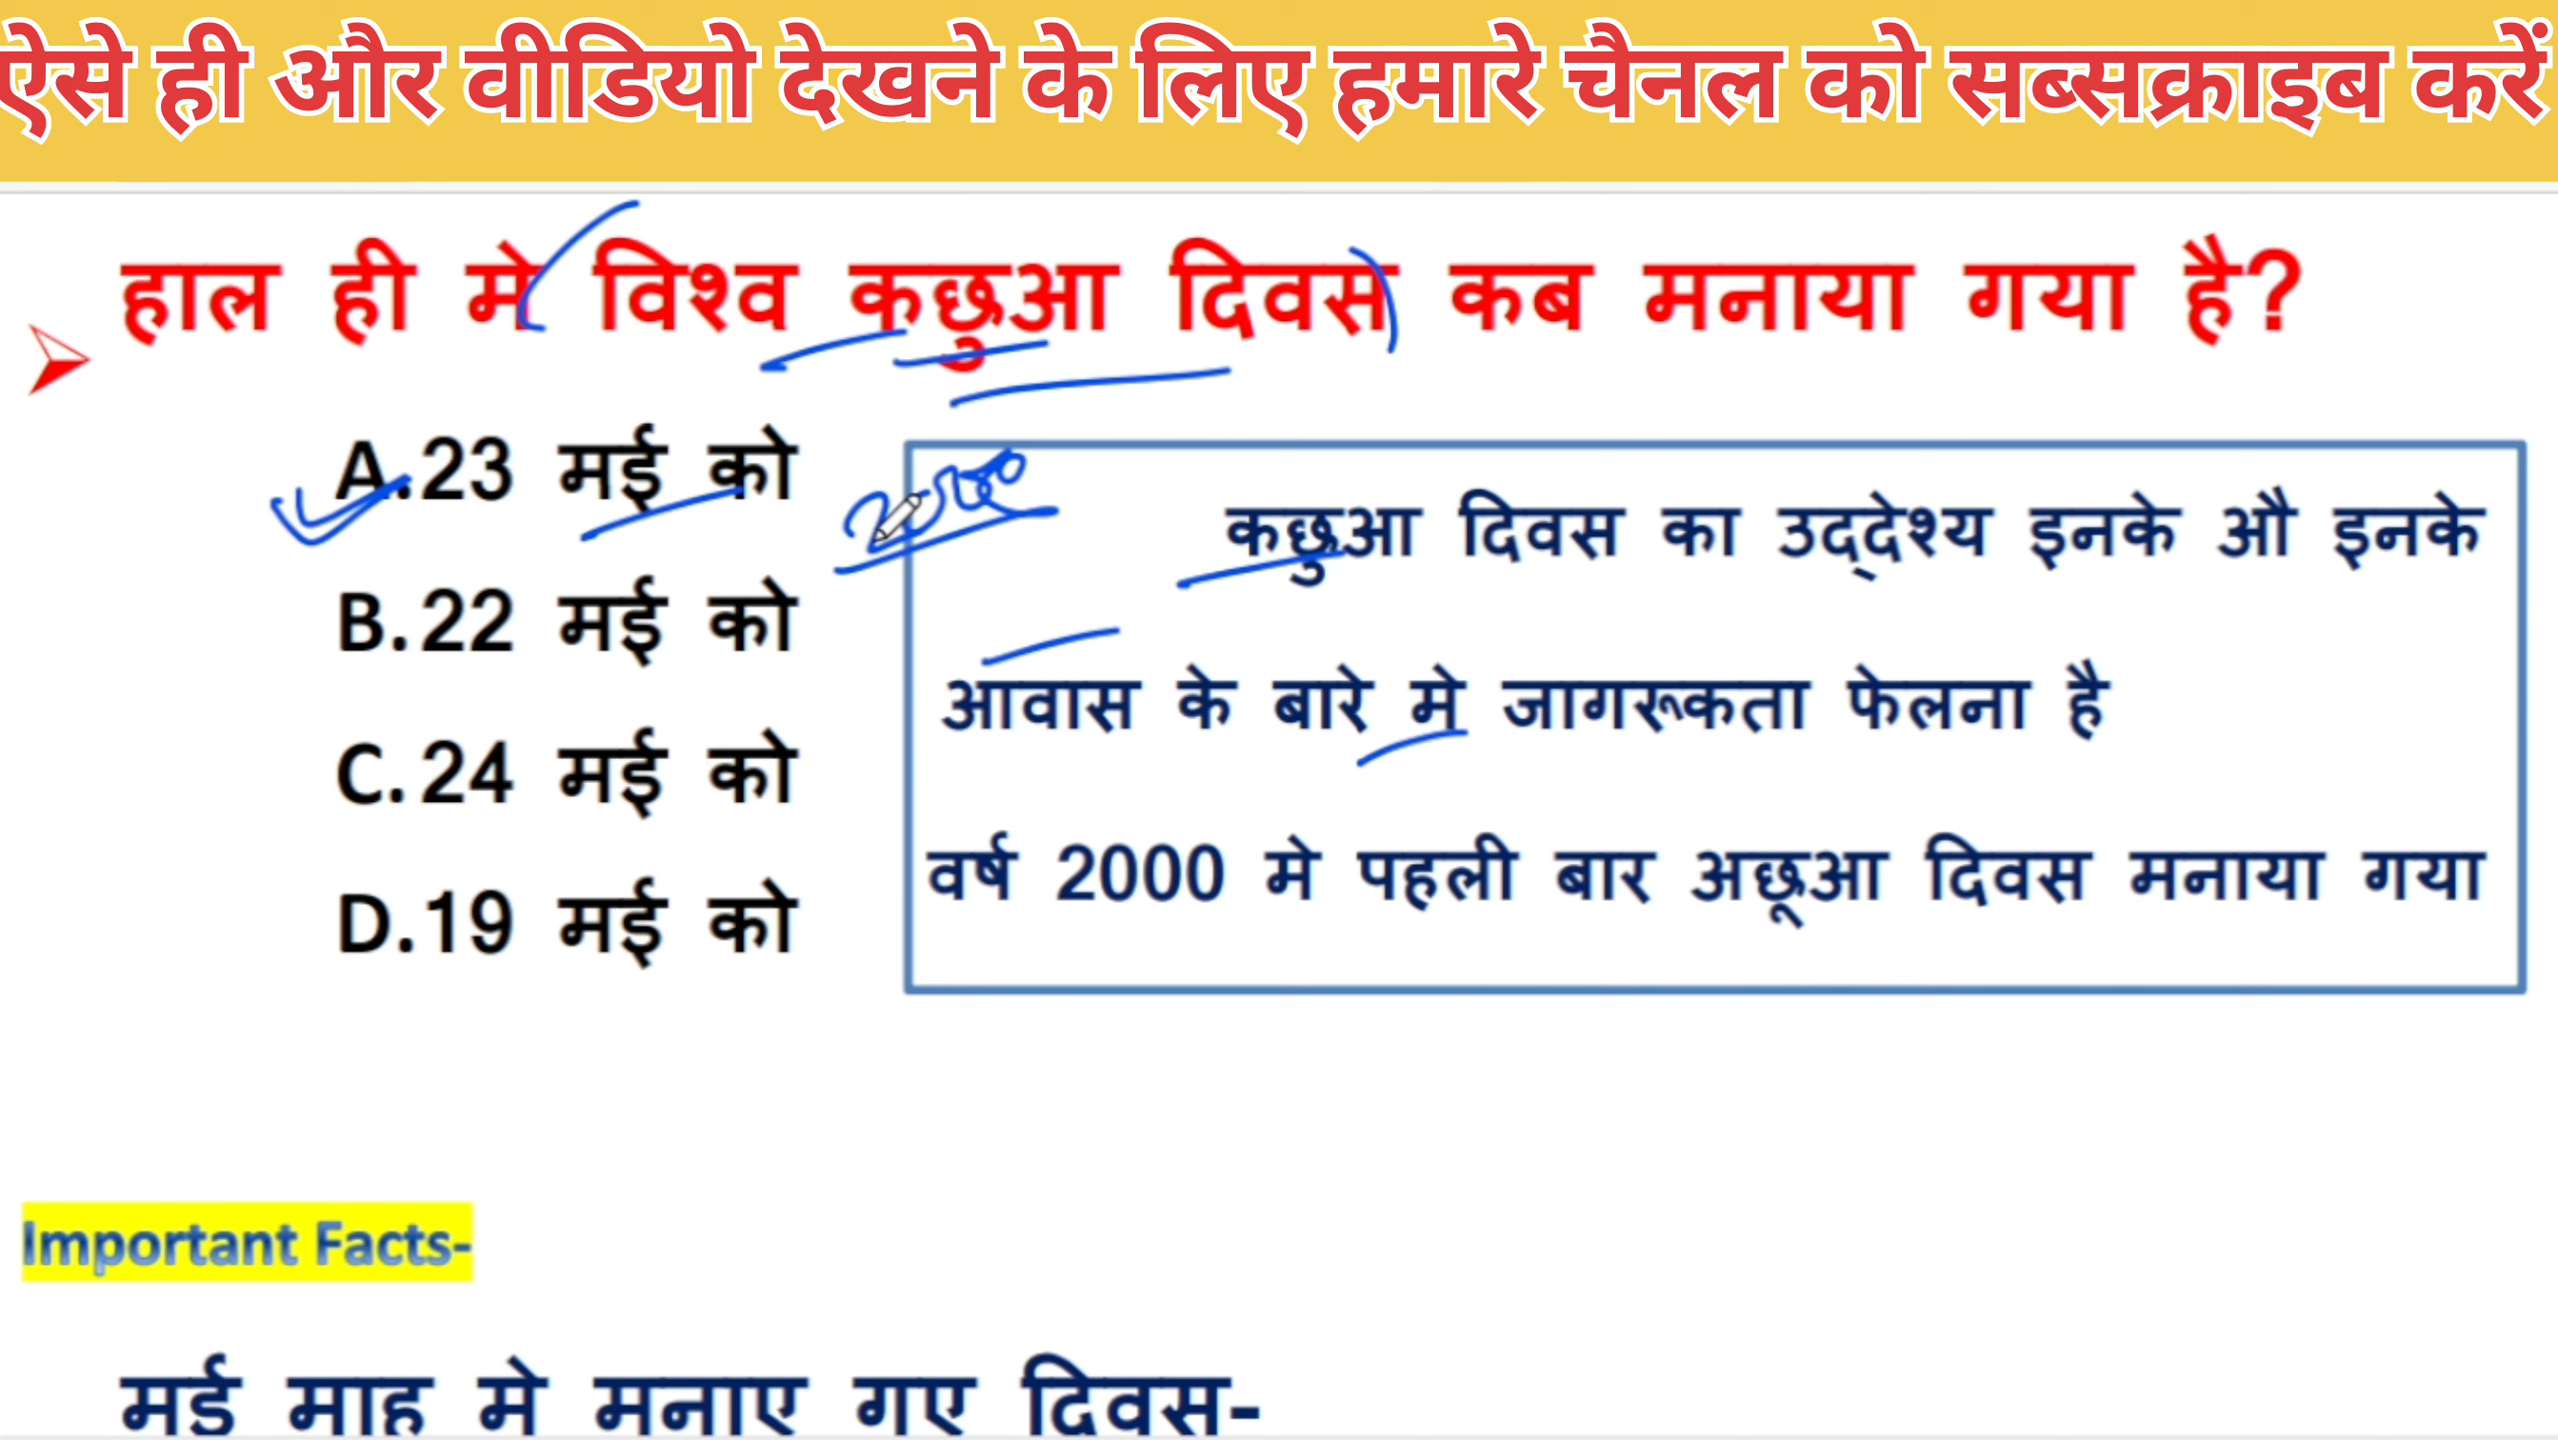 ऐसे ही और वीडियो देखने के लिए हमारे चैनल को सब्सक्राइब करें
हाल ही मे विश्व कछुआ दिवस कब मनाया गया है?
A.23 मई को
B.22 मई को
C.24 मई को
D.19 मई को
2000
कछुआ दिवस का उद्देश्य इनके औ इनके
आवास के बारे मे जागरूकता फेलना है
वर्ष 2000 मे पहली बार अछूआ दिवस मनाया गया
Important Facts-
मई माह मे मनाए गए दिवस-